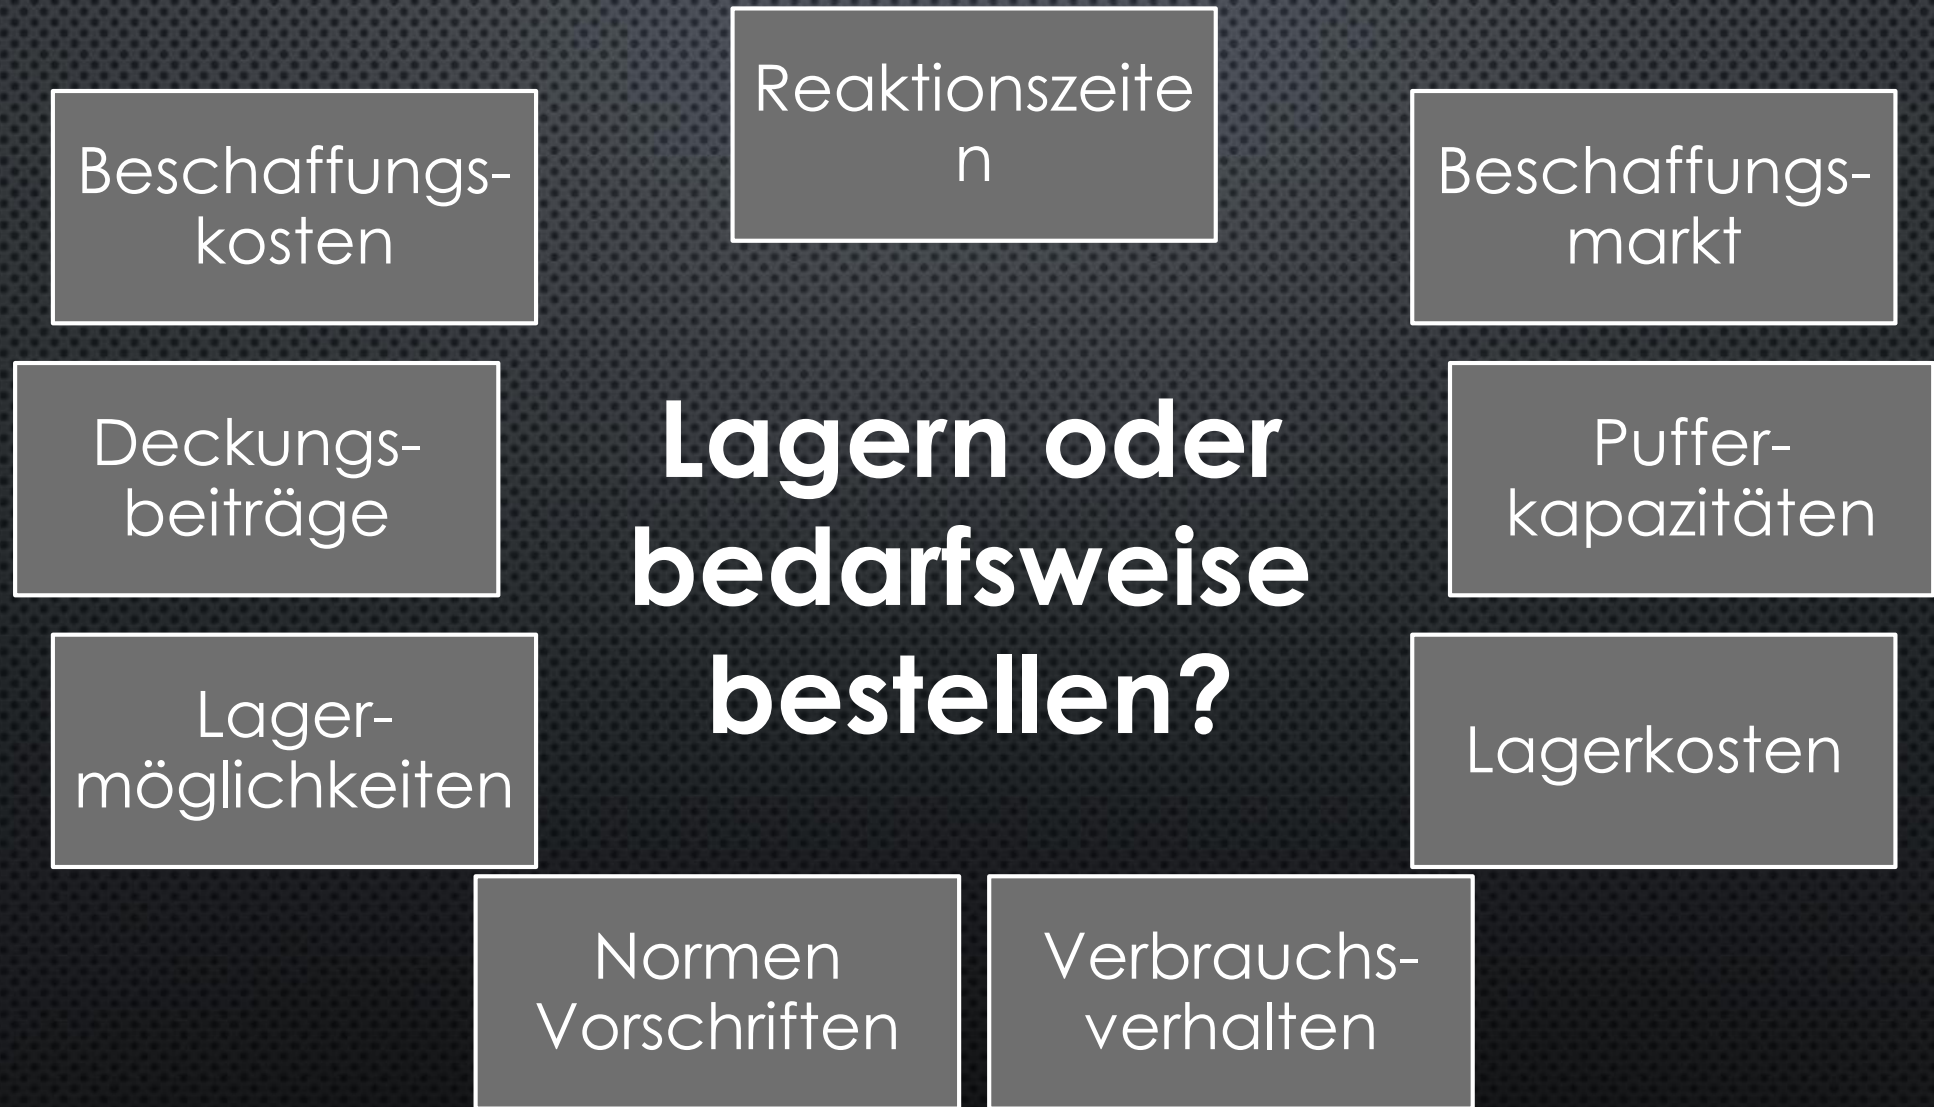 Reaktionszeite
n
Beschaffungs-
kosten
Beschaffungs-
markt
Deckungs-
beiträge
Lagern oder
bedarfsweise
bestellen?
Puffer-
kapazitäten
Lager-
möglichkeiten
Lagerkosten
Normen
Vorschriften
Verbrauchs-
verhalten